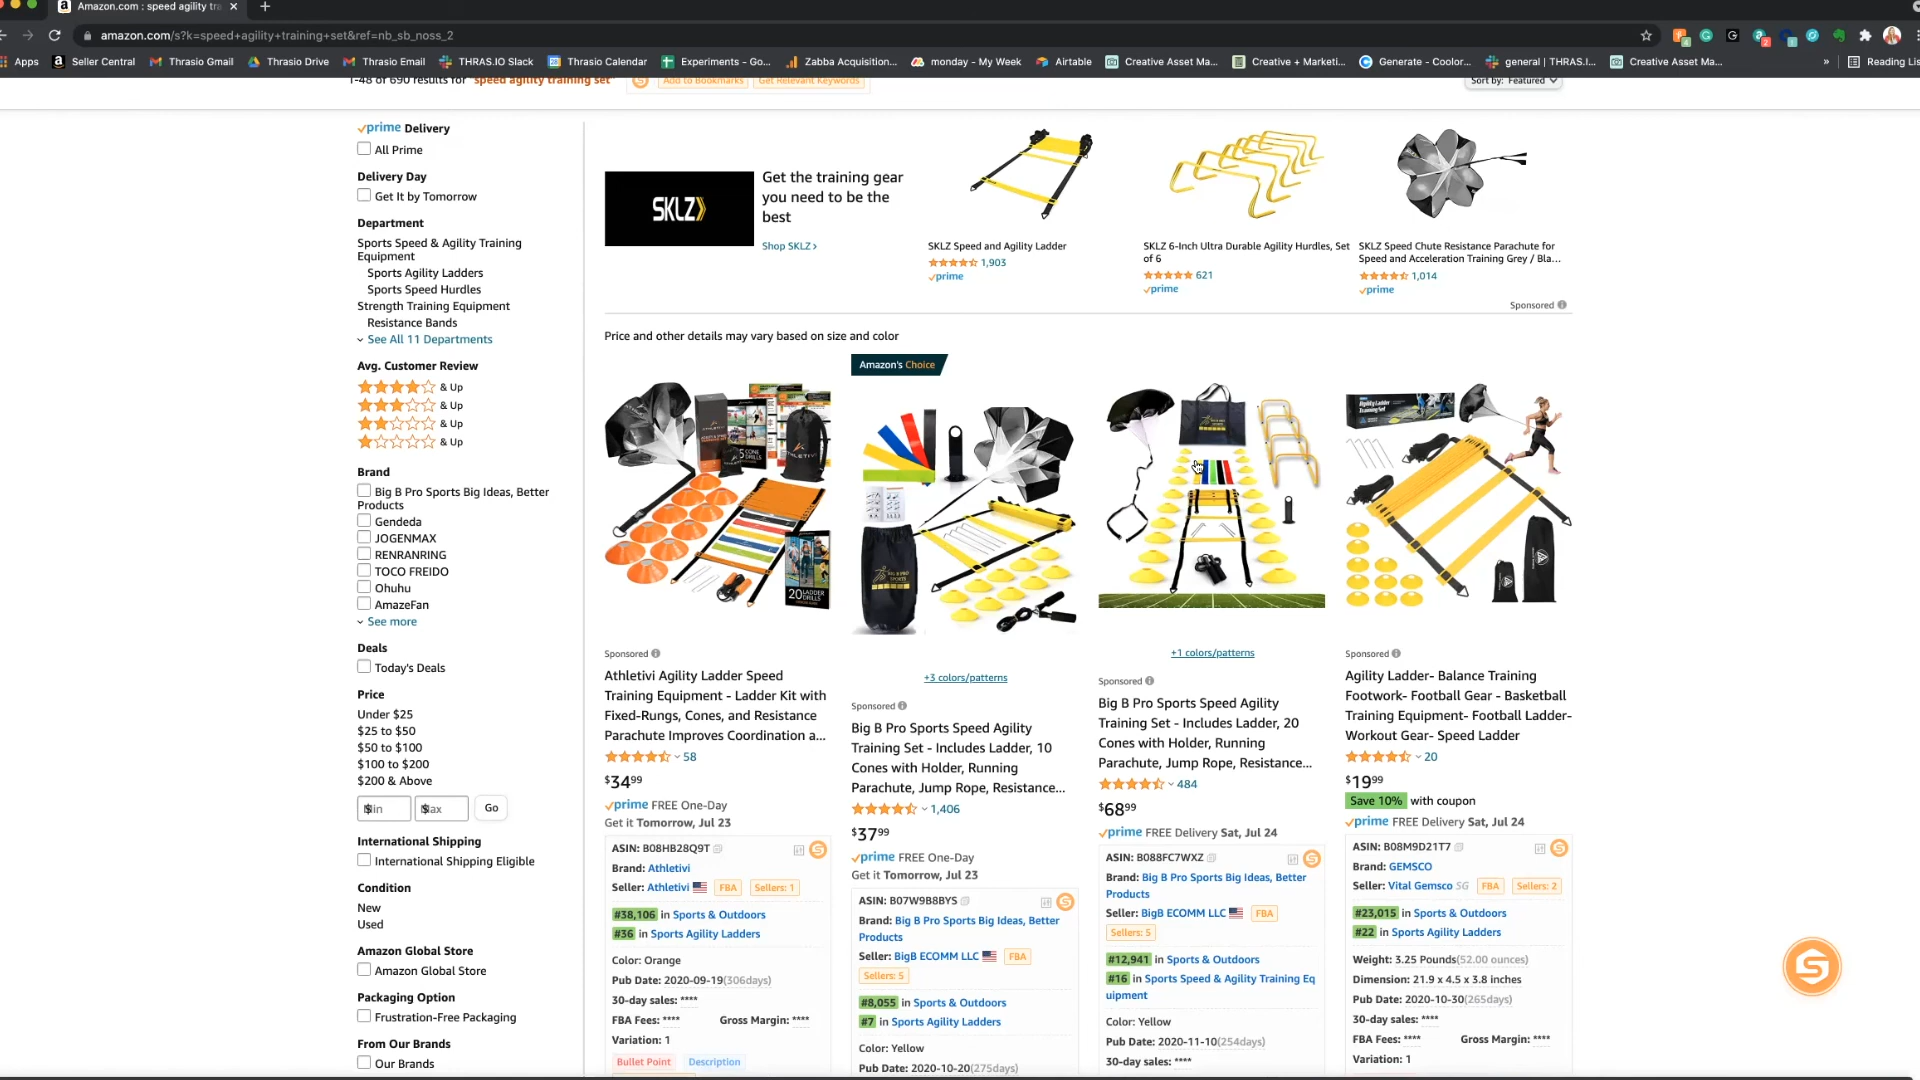 Amazon.com : speed agility tra
amazon.com/s?k=speed+agility+training+set&ref=nb_sb_noss_2
Apps
Seller Central
Thrasio Gmail
Thrasio Drive
Thrasio Email
THRAS.IO Slack
Thrasio Calendar
Experiments - Go...
Zabba Acquisition...
monday - My Week
Airtable
Creative Asset Ma...
Creative + Marketi...
Generate - Coolor...
general | THRAS.I...
Creative Asset Ma...
»
Reading Lis
1-48 of 690 results for "speed agility training set"
Add to Bookmarks
Get Relevant Keywords
Sort by: Featured
prime Delivery
All Prime
Delivery Day
Get It by Tomorrow
Department
Sports Speed & Agility Training
Equipment
Sports Agility Ladders
Sports Speed Hurdles
Strength Training Equipment
Resistance Bands
See All 11 Departments
Avg. Customer Review
& Up
& Up
& Up
& Up
Brand
Big B Pro Sports Big Ideas, Better
Products
Gendeda
JOGENMAX
RENRANRING
TOCO FREIDO
Ohuhu
AmazeFan
See more
Deals
Today's Deals
Price
Under $25
$25 to $50
$50 to $100
$100 to $200
$200 & Above
$ Min
$ Max
Go
International Shipping
International Shipping Eligible
Condition
New
Used
Amazon Global Store
Amazon Global Store
Packaging Option
Frustration-Free Packaging
From Our Brands
Our Brands
SKLZ
Get the training gear
you need to be the
best
Shop SKLZ ›
SKLZ Speed and Agility Ladder
1,903
prime
SKLZ 6-Inch Ultra Durable Agility Hurdles, Set
of 6
621
prime
SKLZ Speed Chute Resistance Parachute for
Speed and Acceleration Training Grey / Bla...
1,014
prime
Sponsored
Price and other details may vary based on size and color
Amazon's Choice
ATHLETIVI
20 LADDER
DRILLS
Sponsored
Athletivi Agility Ladder Speed
Training Equipment - Ladder Kit with
Fixed-Rungs, Cones, and Resistance
Parachute Improves Coordination a...
58
$34 99
prime FREE One-Day
Get it Tomorrow, Jul 23
ASIN: B08HB28Q9T
Brand: Athletivi
Seller: Athletivi FBA Sellers: 1
#38,106 in Sports & Outdoors
#36 in Sports Agility Ladders
Color: Orange
Pub Date: 2020-09-19(306days)
30-day sales: ****
FBA Fees: **** Gross Margin: ****
Variation: 1
Bullet Point Description
BIG B PRO
SPORTS
+3 colors/patterns
Sponsored
Big B Pro Sports Speed Agility
Training Set - Includes Ladder, 10
Cones with Holder, Running
Parachute, Jump Rope, Resistance...
1,406
$37 99
prime FREE One-Day
Get it Tomorrow, Jul 23
ASIN: B07W9B8BYS
Brand: Big B Pro Sports Big Ideas, Better
Products
Seller: BigB ECOMM LLC FBA
Sellers: 5
#8,055 in Sports & Outdoors
#7 in Sports Agility Ladders
Color: Yellow
Pub Date: 2020-10-20(275days)
+1 colors/patterns
Sponsored
Big B Pro Sports Speed Agility
Training Set - Includes Ladder, 20
Cones with Holder, Running
Parachute, Jump Rope, Resistance...
484
$68 99
prime FREE Delivery Sat, Jul 24
ASIN: B088FC7WXZ
Brand: Big B Pro Sports Big Ideas, Better
Products
Seller: BigB ECOMM LLC FBA
Sellers: 5
#12,941 in Sports & Outdoors
#16 in Sports Speed & Agility Training Eq
uipment
Color: Yellow
Pub Date: 2020-11-10(254days)
30-day sales: ****
Sponsored
Agility Ladder- Balance Training
Footwork- Football Gear - Basketball
Training Equipment- Football Ladder-
Workout Gear- Speed Ladder
20
$19 99
Save 10% with coupon
prime FREE Delivery Sat, Jul 24
ASIN: B08M9D21T7
Brand: GEMSCO
Seller: Vital Gemsco SG FBA Sellers: 2
#23,015 in Sports & Outdoors
#22 in Sports Agility Ladders
Weight: 3.25 Pounds(52.00 ounces)
Dimension: 21.9 x 4.5 x 3.8 inches
Pub Date: 2020-10-30(265days)
30-day sales: ****
FBA Fees: **** Gross Margin: ****
Variation: 1